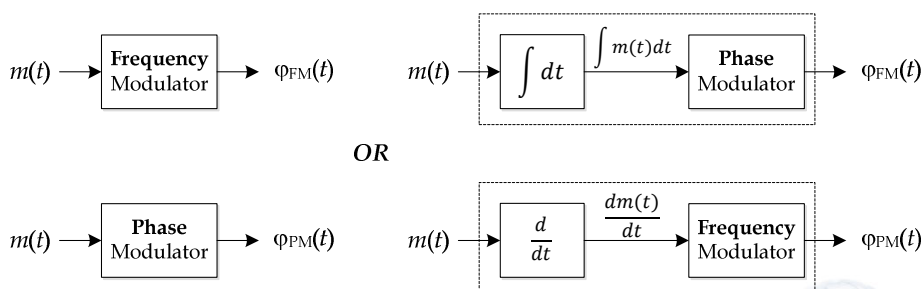 m(t)
Frequency
Modulator
φFM(t)
m(t)
∫ dt
∫ m(t)dt
Phase
Modulator
φFM(t)
OR
m(t)
Phase
Modulator
φPM(t)
m(t)
d
dt
dm(t)
dt
Frequency
Modulator
φPM(t)